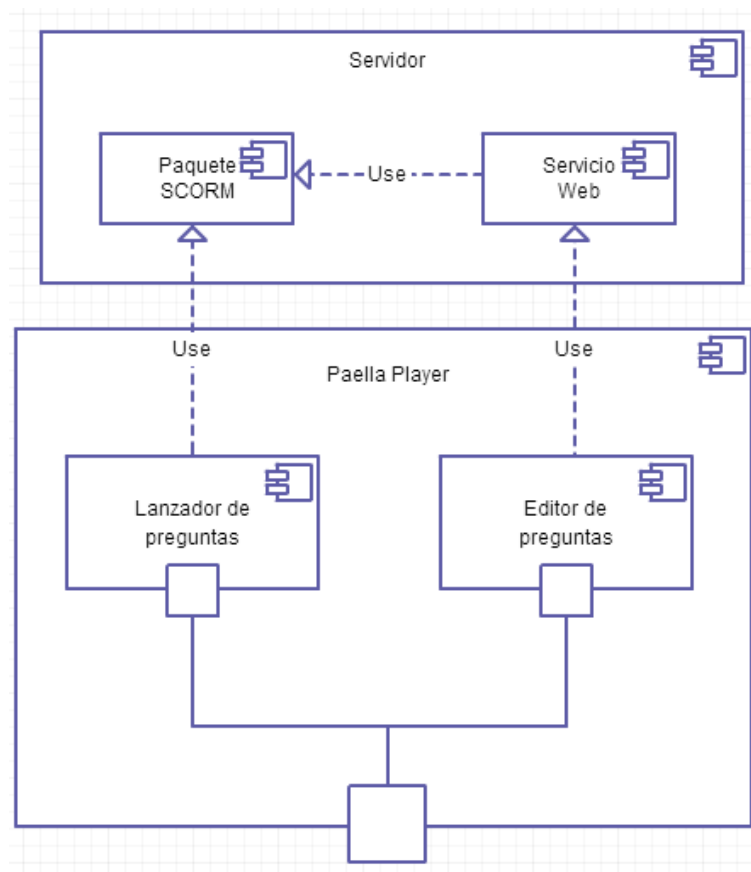 Servidor
Paquete
SCORM
Use
Servicio
Web
Use
Use
Paella Player
Lanzador de
preguntas
Editor de
preguntas